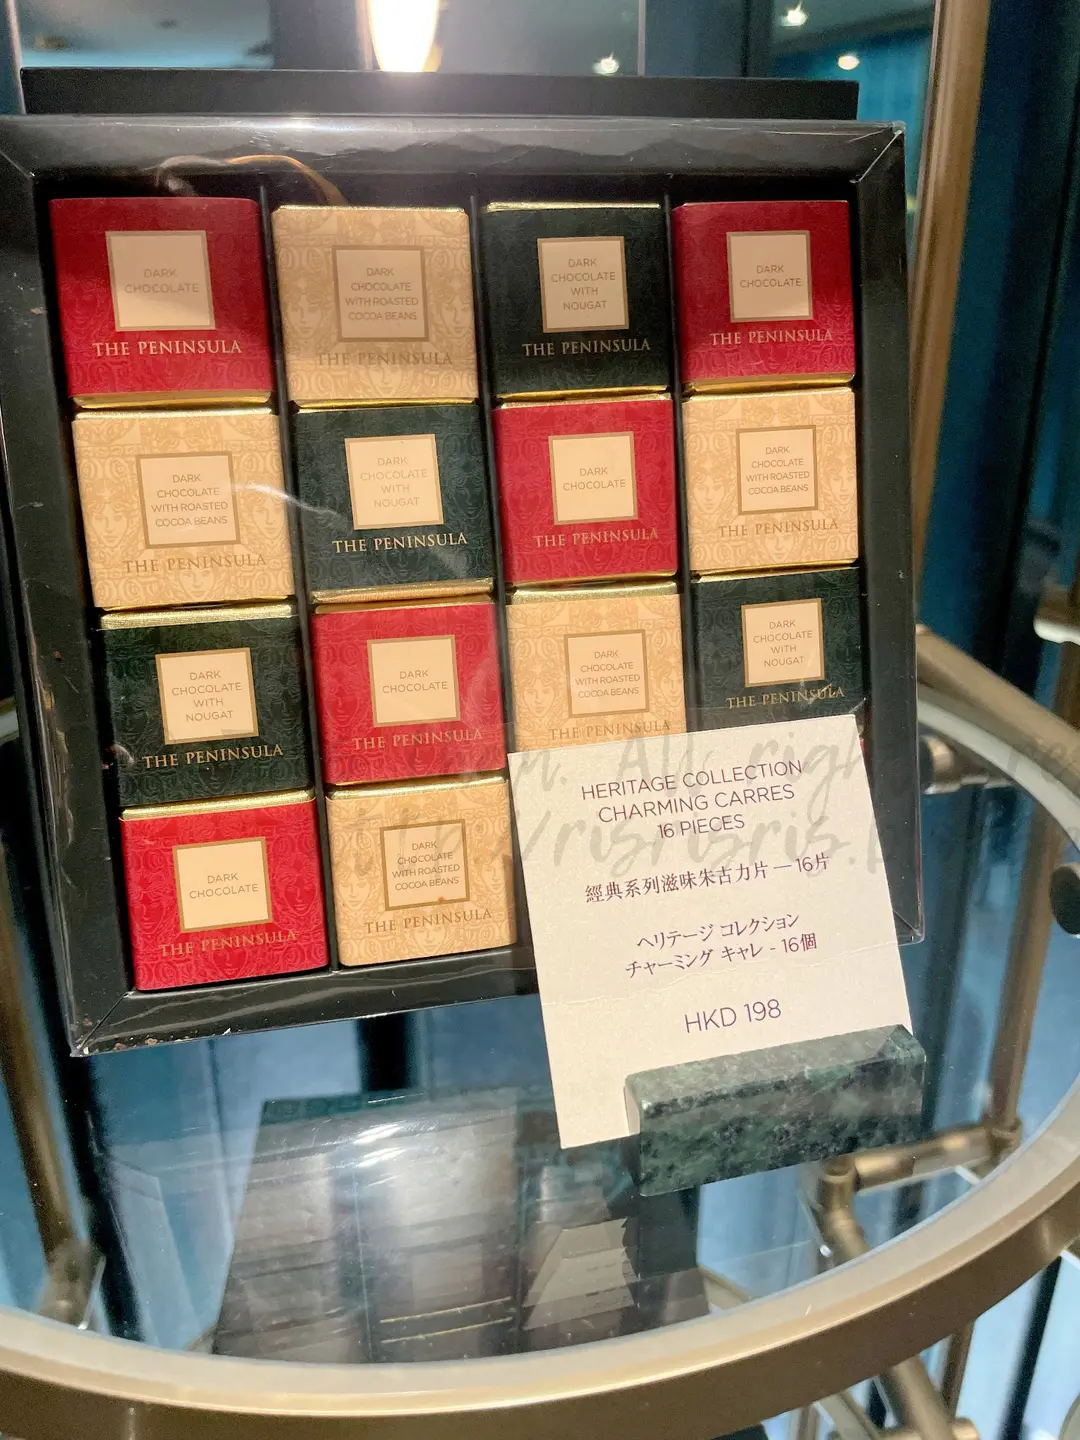 DARK
CHOCOLATE
THE PENINSULA
DARK
CHOCOLATE
WITH ROASTED
COCOA BEANS
THE PENINSULA
DARK
CHOCOLATE
WITH
NOUGAT
THE PENINSULA
DARK
CHOCOLATE
THE PENINSULA
DARK
CHOCOLATE
WITH ROASTED
COCOA BEANS
THE PENINSULA
DARK
CHOCOLATE
WITH
NOUGAT
THE PENINSULA
DARK
CHOCOLATE
THE PENINSULA
DARK
CHOCOLATE
WITH ROASTED
COCOA BEANS
THE PENINSULA
DARK
CHOCOLATE
WITH
NOUGAT
THE PENINSULA
DARK
CHOCOLATE
THE PENINSULA
DARK
CHOCOLATE
WITH ROASTED
COCOA BEANS
THE PENINSULA
DARK
CHOCOLATE
WITH
NOUGAT
THE PENINSULA
DARK
CHOCOLATE
THE PENINSULA
DARK
CHOCOLATE
WITH ROASTED
COCOA BEANS
THE PENINSULA
HERITAGE COLLECTION
CHARMING CARRES
16 PIECES
經典系列滋味朱古力片 — 16片
ヘリテージ コレクション
チャーミング キャレ - 16個
HKD 198
All